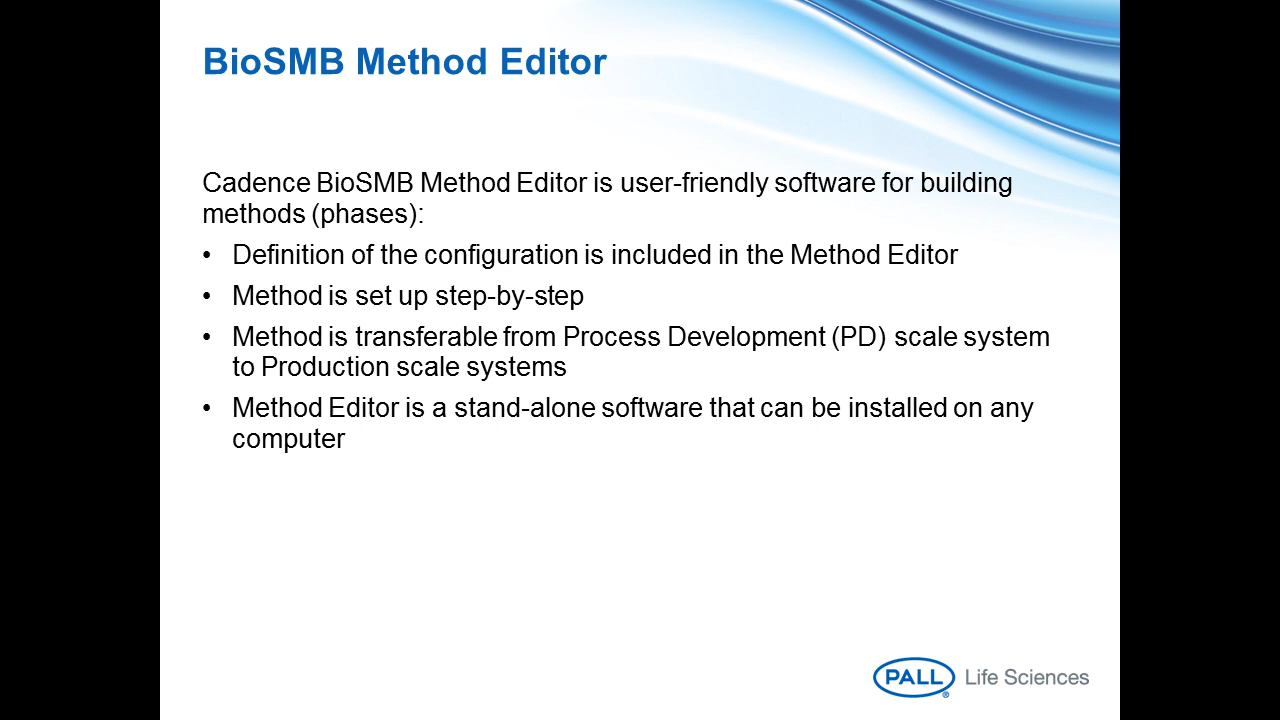 BioSMB Method Editor
Cadence BioSMB Method Editor is user-friendly software for building
methods (phases):
• Definition of the configuration is included in the Method Editor
• Method is set up step-by-step
• Method is transferable from Process Development (PD) scale system
to Production scale systems
• Method Editor is a stand-alone software that can be installed on any
computer
PALL® Life Sciences